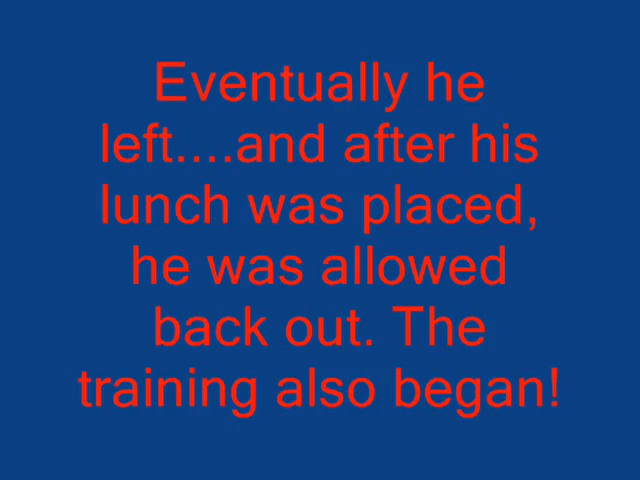 Eventually he
left....and after his
lunch was placed,
he was allowed
back out. The
training also began!